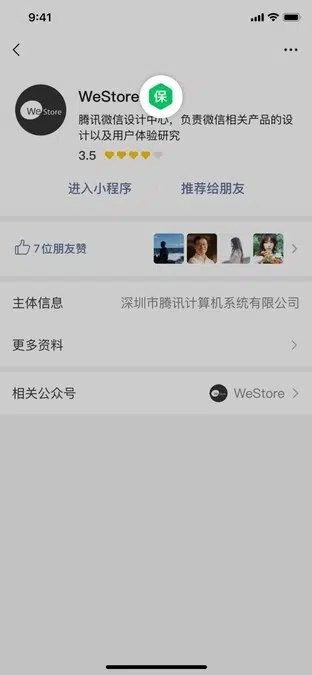 9:41
We Store
WeStore
保
腾讯微信设计中心，负责微信相关产品的设
计以及用户体验研究
3.5
进入小程序
推荐给朋友
7位朋友赞
主体信息
深圳市腾讯计算机系统有限公司
更多资料
相关公众号
WeStore